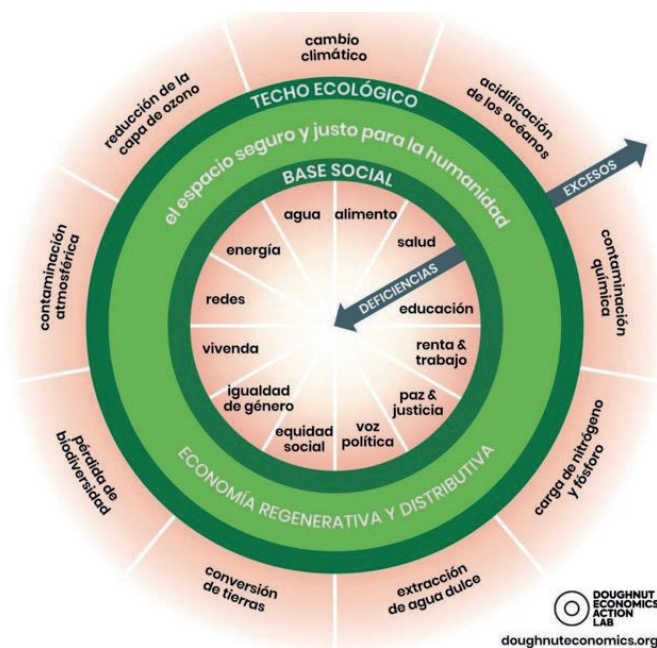 cambio
climático
acidificación
de los océanos
EXCESOS
contaminación
química
carga de nitrógeno
y fósforo
extracción
de agua dulce
conversión
de tierras
pérdida de
biodiversidad
contaminación
atmosférica
reducción de la
capa de ozono
TECHO ECOLÓGICO
el espacio seguro y justo para la humanidad
BASE SOCIAL
agua
alimento
salud
DEFICIENCIAS
educación
renta &
trabajo
paz &
justicia
voz
política
equidad
social
igualdad
de género
vivenda
redes
energía
ECONOMÍA REGENERATIVA Y DISTRIBUTIVA
DOUGHNUT
ECONOMICS
ACTION
LAB
doughnuteconomics.org